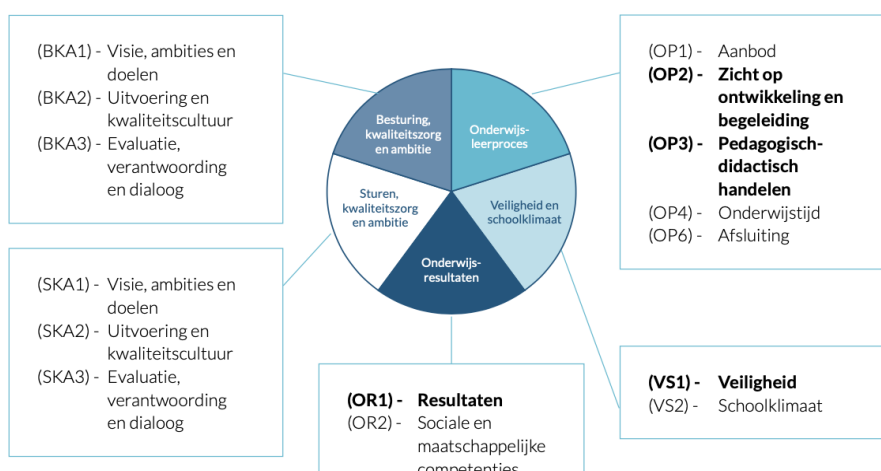 (BKA1) - Visie, ambities en
doelen
(BKA2) - Uitvoering en
kwaliteitscultuur
(BKA3) - Evaluatie,
verantwoording
en dialoog
(SKA1) - Visie, ambities en
doelen
(SKA2) - Uitvoering en
kwaliteitscultuur
(SKA3) - Evaluatie,
verantwoording
en dialoog
Besturing,
kwaliteitszorg
en ambitie
Onderwijs-
leerproces
Sturen,
kwaliteitszorg
en ambitie
Veiligheid en
schoolklimaat
Onderwijs-
resultaten
(OR1) - Resultaten
(OR2) - Sociale en
maatschappelijke
competenties
(OP1) - Aanbod
(OP2) - Zicht op
ontwikkeling en
begeleiding
(OP3) - Pedagogisch-
didactisch
handelen
(OP4) - Onderwijstijd
(OP6) - Afsluiting
(VS1) - Veiligheid
(VS2) - Schoolklimaat